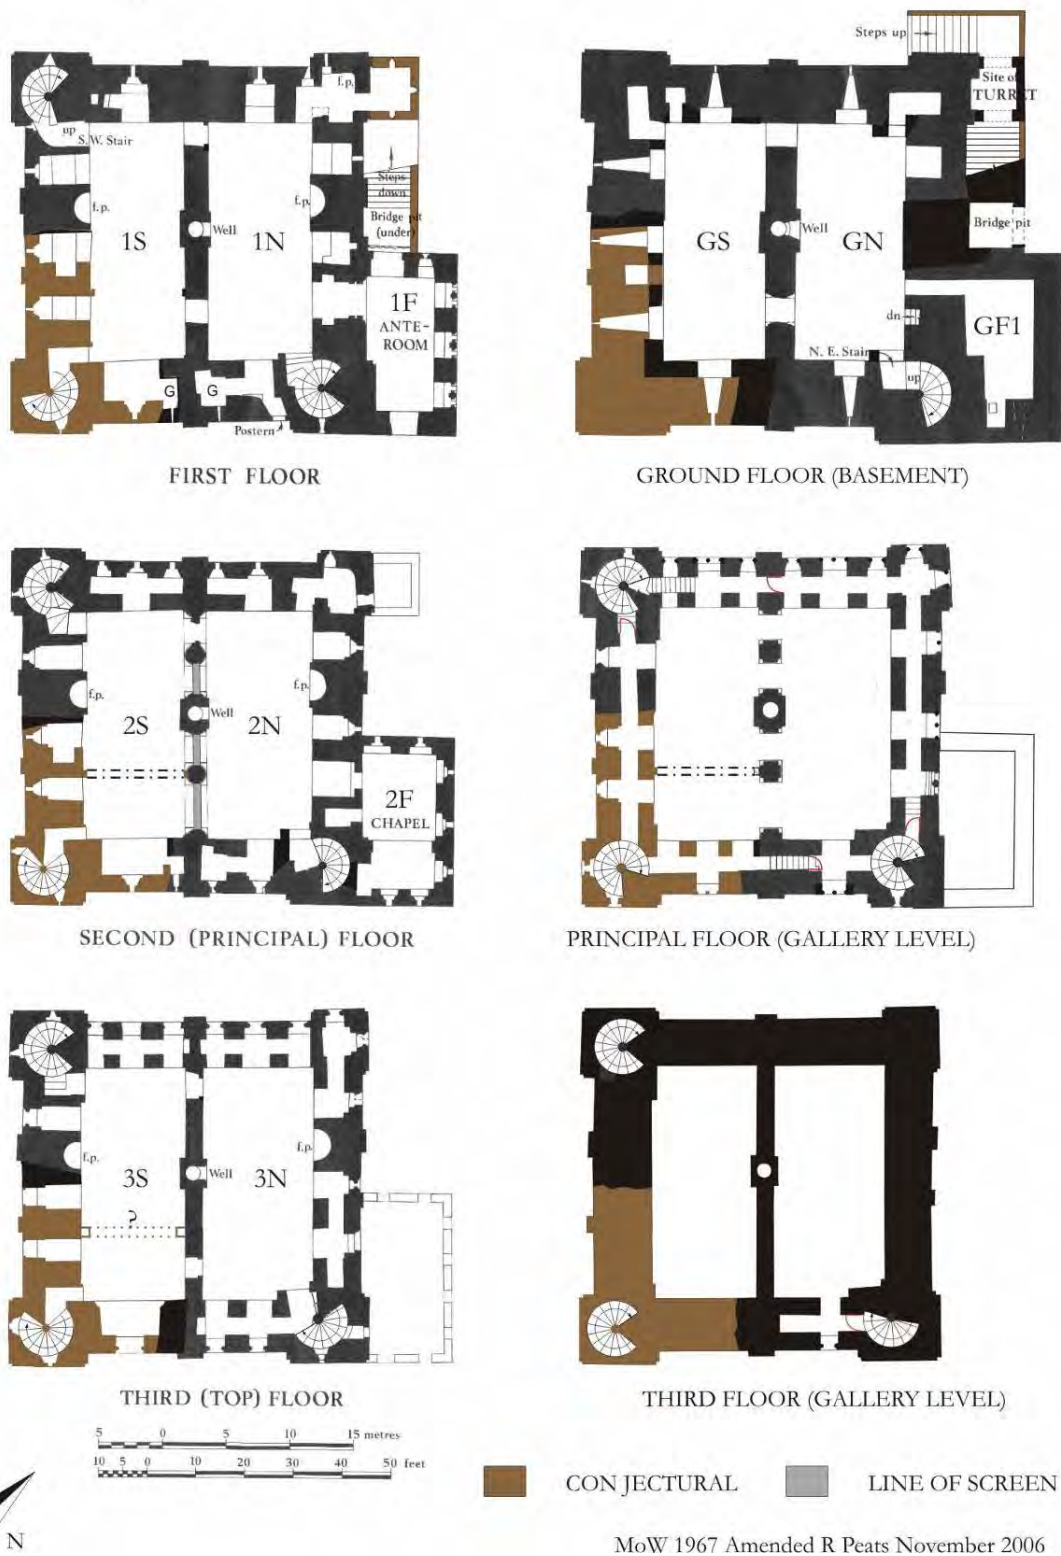 Steps up
Site of
TURRET
Bridge pit
GS
Well
GN
dn
N. E. Stair
up
GF1
GROUND FLOOR (BASEMENT)
f.p.
up
S.W. Stair
Steps
down
f.p.
f.p.
Bridge pit
(under)
1S
Well
1N
1F
ANTE-
ROOM
G
G
Postern
FIRST FLOOR
f.p.
f.p.
2S
Well
2N
2F
CHAPEL
SECOND (PRINCIPAL) FLOOR
PRINCIPAL FLOOR (GALLERY LEVEL)
f.p.
f.p.
3S
Well
3N
?
THIRD (TOP) FLOOR
THIRD FLOOR (GALLERY LEVEL)
5 0 5 10 15 metres
10 5 0 10 20 30 40 50 feet
CONJECTURAL
LINE OF SCREEN
N
MoW 1967 Amended R Peats November 2006